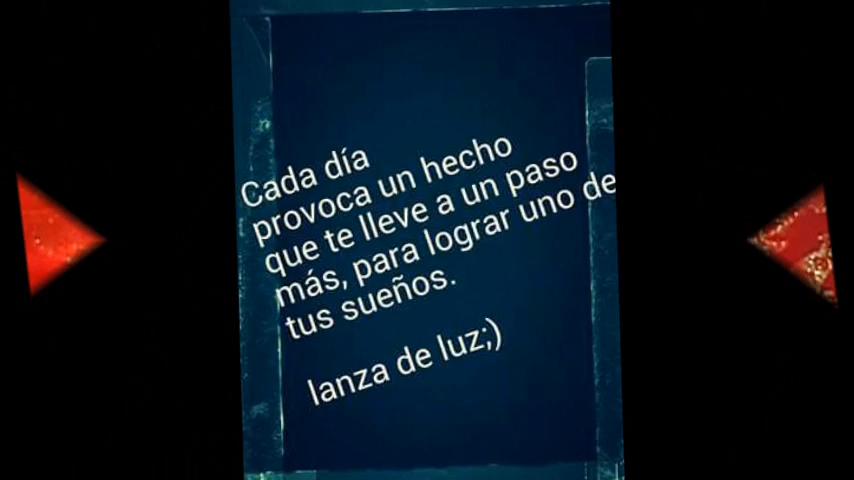 Cada día
provoca un hecho
que te lleve a un paso
más, para lograr uno de
tus sueños.
lanza de luz;)